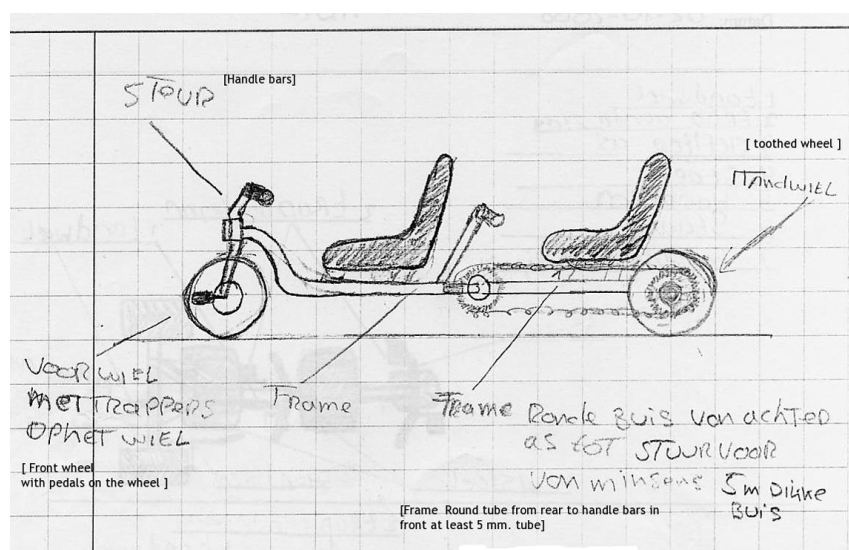 STOUR
[Handle bars]
[ toothed wheel ]
TANDWIEL
VOORWIEL
MET TRAPPERS
OPHET WIEL
[ Front wheel
with pedals on the wheel ]
Frame
Frame
Ronde Buis Van achter
as tot STUUR VOOR
Van minsens 5m Dikke
BUIS
[Frame Round tube from rear to handle bars in
front at least 5 mm. tube]